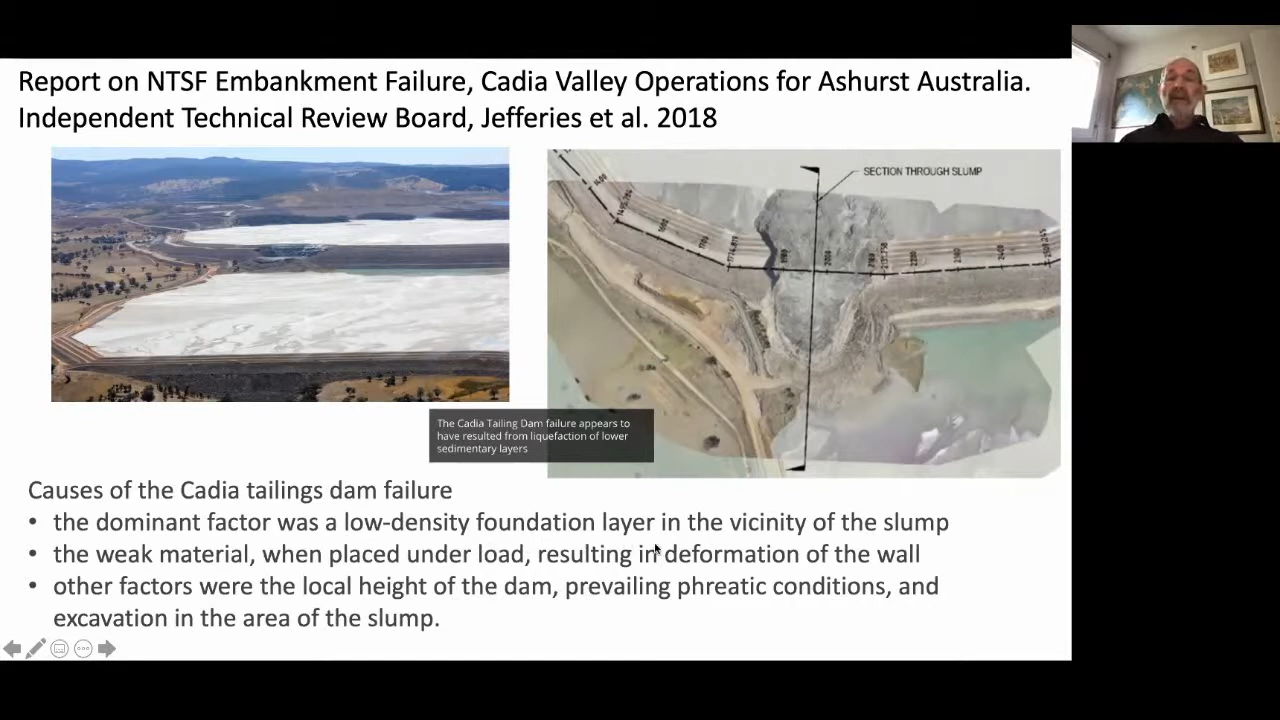 Report on NTSF Embankment Failure, Cadia Valley Operations for Ashurst Australia.
Independent Technical Review Board, Jefferies et al. 2018
SECTION THROUGH SLUMP
1600
The Cadia Tailing Dam failure appears to
have resulted from liquefaction of lower
sedimentary layers
Causes of the Cadia tailings dam failure
• the dominant factor was a low-density foundation layer in the vicinity of the slump
• the weak material, when placed under load, resulting in deformation of the wall
• other factors were the local height of the dam, prevailing phreatic conditions, and
excavation in the area of the slump.